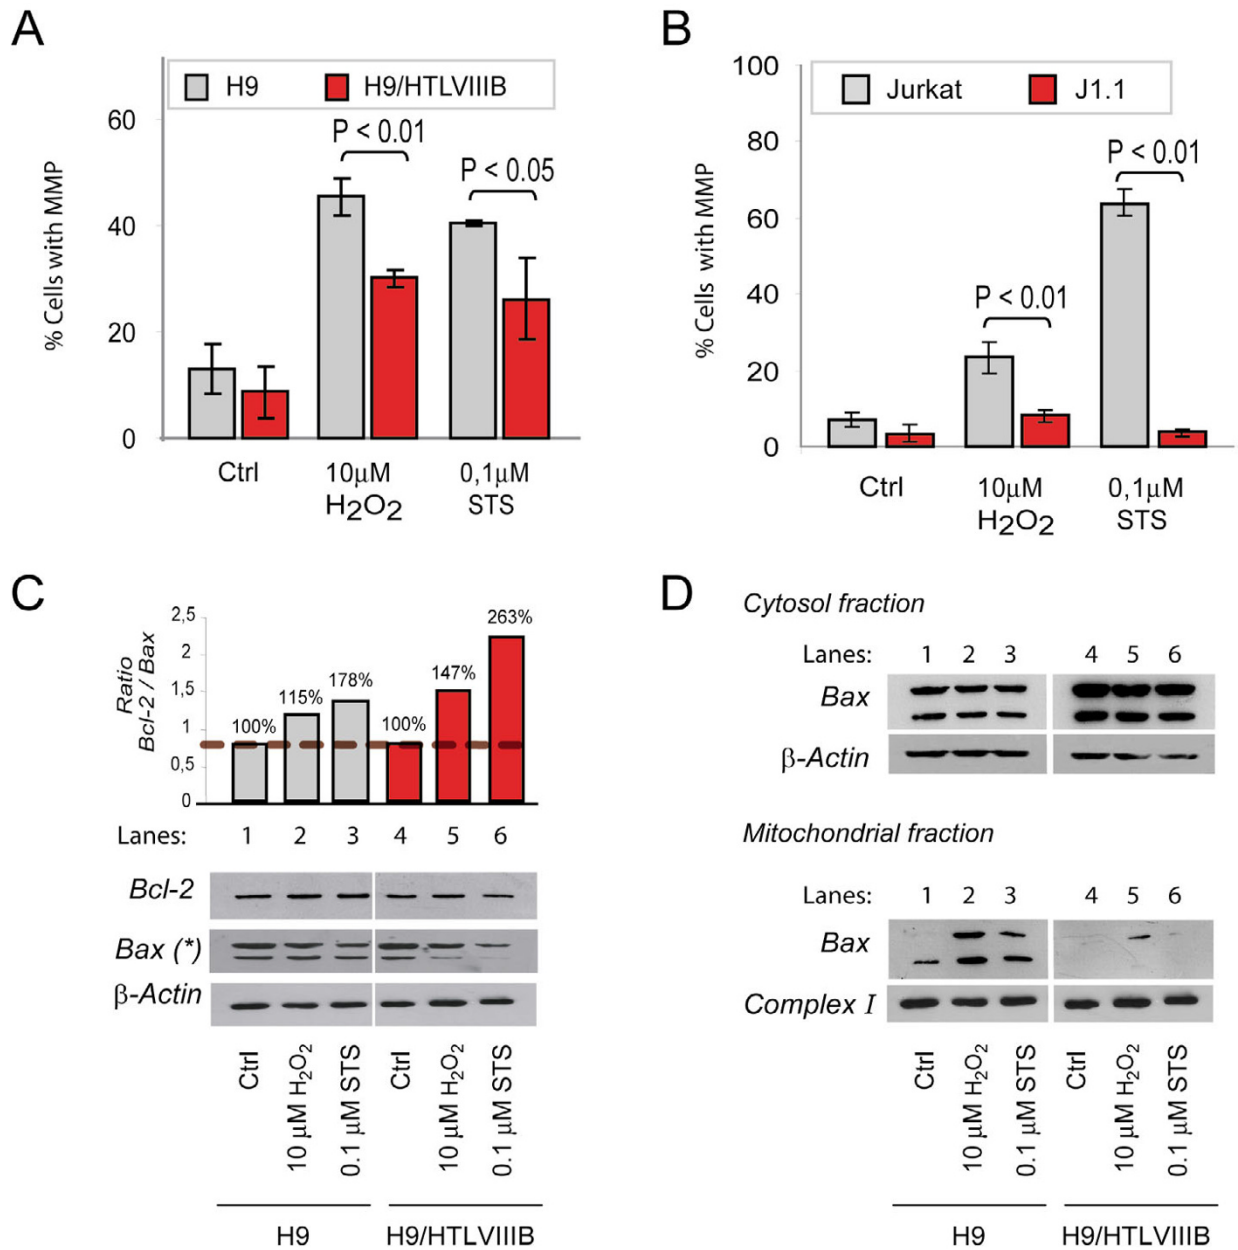 A
H9 H9/HTLVIIIB
% Cells with MMP
60
40
20
0
P < 0.01
P < 0.05
Ctrl 10µM 0,1µM
H2O2 STS
B
Jurkat J1.1
% Cells with MMP
100
80
60
40
20
0
P < 0.01
P < 0.01
Ctrl 10µM 0,1µM
H2O2 STS
C
Ratio
Bcl-2 / Bax
2,5
2
1,5
1
0,5
0
100% 115% 178% 100% 147% 263%
Lanes: 1 2 3 4 5 6
Bcl-2
Bax (*)
β-Actin
Ctrl
10 µM H2O2
0.1 µM STS
Ctrl
10 µM H2O2
0.1 µM STS
H9 H9/HTLVIIIB
D
Cytosol fraction
Lanes: 1 2 3 4 5 6
Bax
β-Actin
Mitochondrial fraction
Lanes: 1 2 3 4 5 6
Bax
Complex I
Ctrl
10 µM H2O2
0.1 µM STS
Ctrl
10 µM H2O2
0.1 µM STS
H9 H9/HTLVIIIB